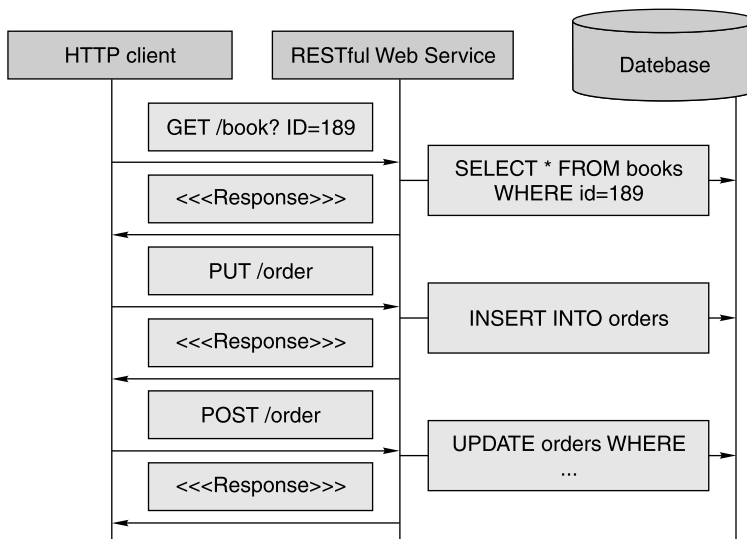 HTTP client
RESTful Web Service
Datebase
GET /book? ID=189
SELECT * FROM books
WHERE id=189
<<<Response>>>
PUT /order
INSERT INTO orders
<<<Response>>>
POST /order
UPDATE orders WHERE
...
<<<Response>>>